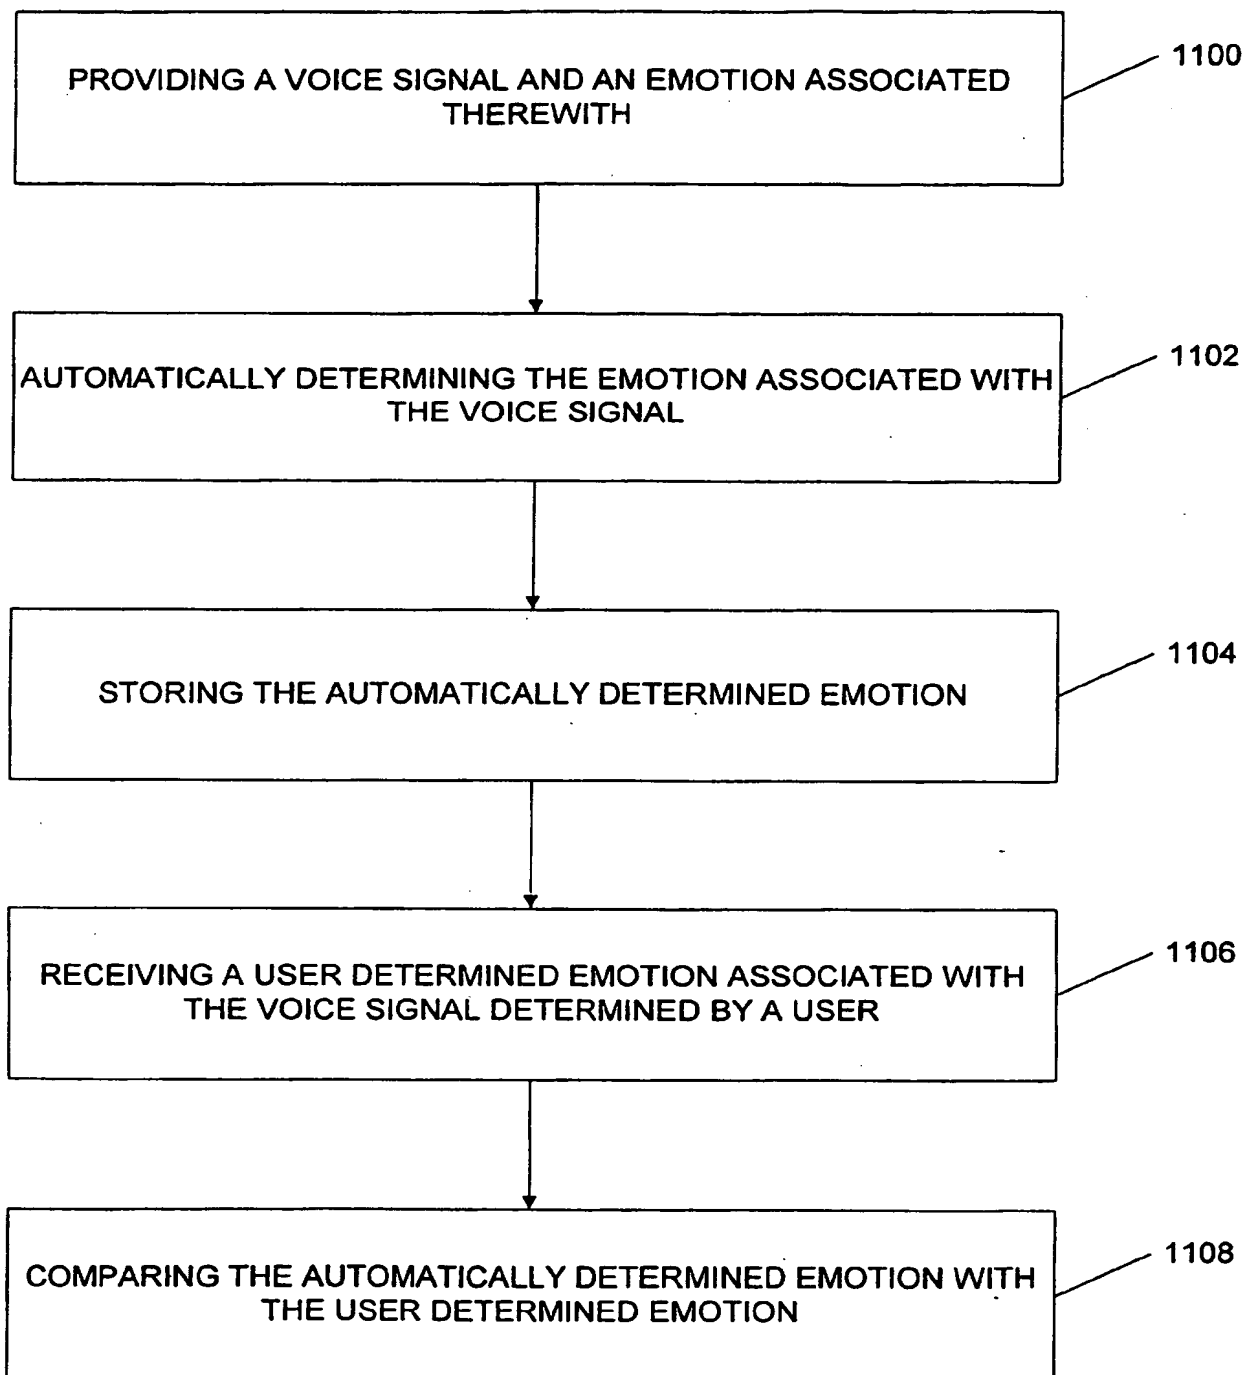 PROVIDING A VOICE SIGNAL AND AN EMOTION ASSOCIATED
THEREWITH
1100
AUTOMATICALLY DETERMINING THE EMOTION ASSOCIATED WITH
THE VOICE SIGNAL
1102
STORING THE AUTOMATICALLY DETERMINED EMOTION
1104
RECEIVING A USER DETERMINED EMOTION ASSOCIATED WITH
THE VOICE SIGNAL DETERMINED BY A USER
1106
COMPARING THE AUTOMATICALLY DETERMINED EMOTION WITH
THE USER DETERMINED EMOTION
1108